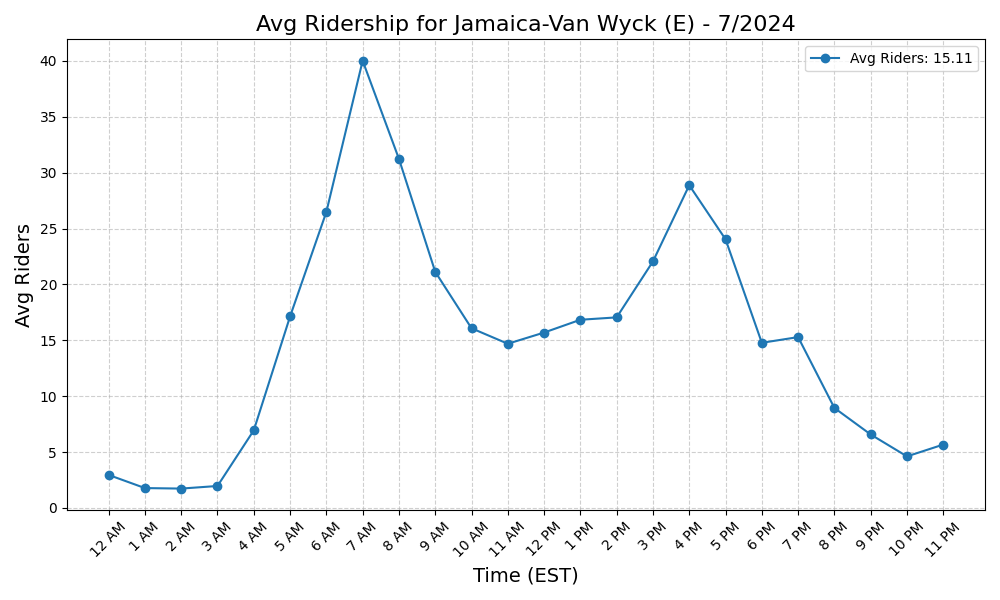 Avg Ridership for Jamaica-Van Wyck (E) - 7/2024
Avg Riders: 15.11
Avg Riders
40
35
30
25
20
15
10
5
0
12 AM
1 AM
2 AM
3 AM
4 AM
5 AM
6 AM
7 AM
8 AM
9 AM
10 AM
11 AM
12 PM
1 PM
2 PM
3 PM
4 PM
5 PM
6 PM
7 PM
8 PM
9 PM
10 PM
11 PM
Time (EST)